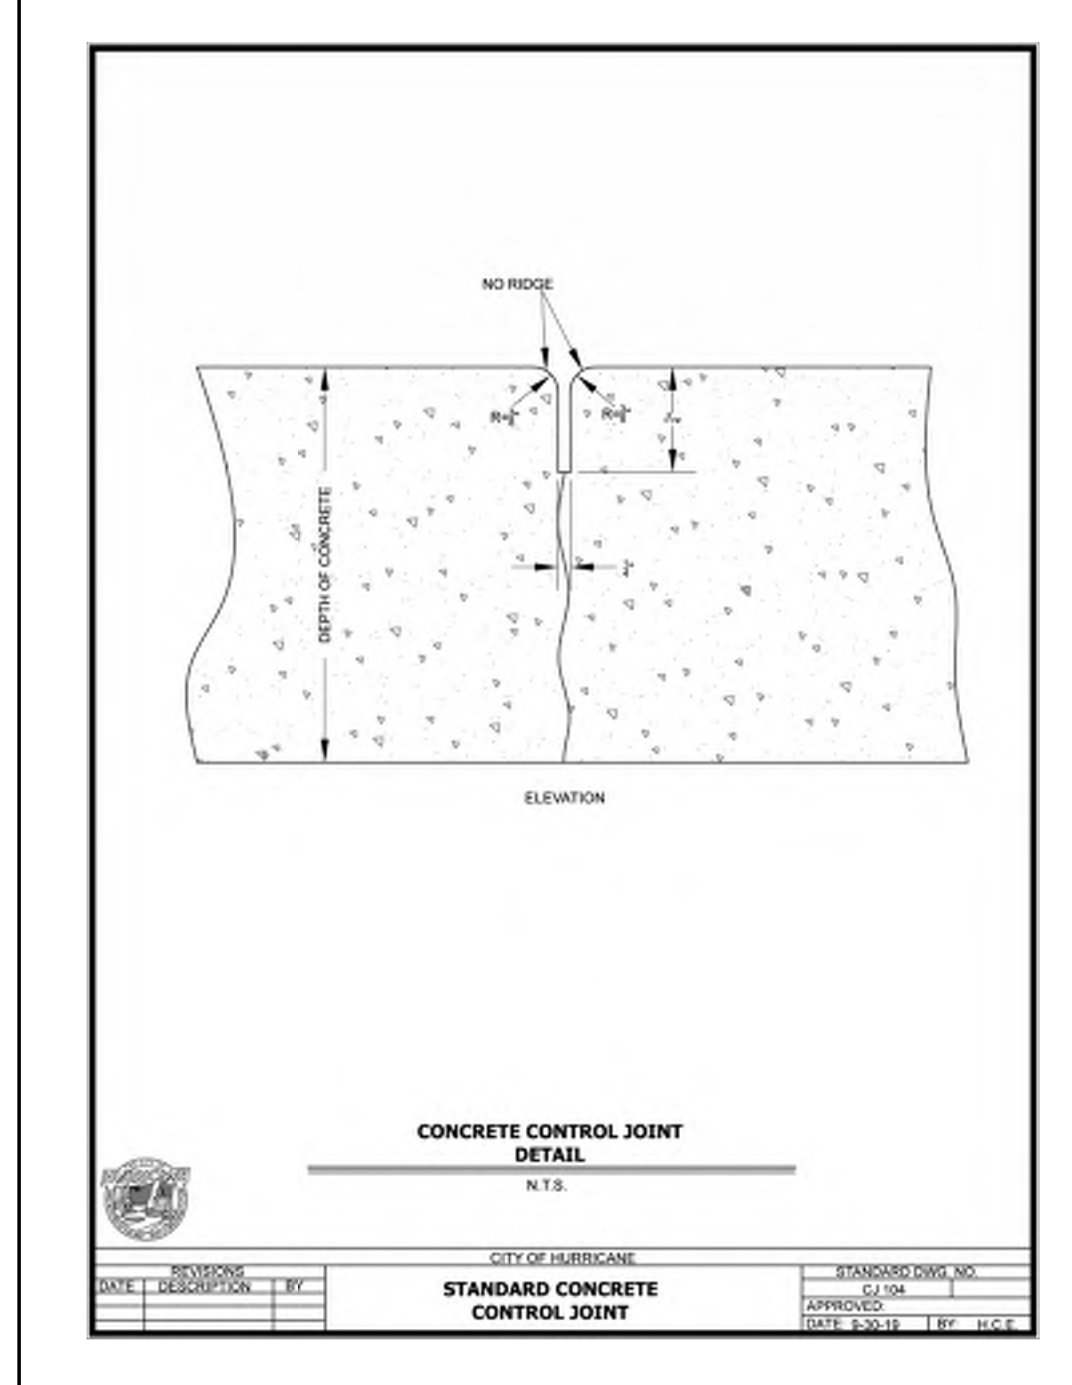 NO RIDGE
DEPTH OF CONCRETE
ELEVATION
CONCRETE CONTROL JOINT
DETAIL
N.T.S.
CITY OF HURRICANE
REVISIONS
DATE DESCRIPTION BY
STANDARD CONCRETE
CONTROL JOINT
STANDARD DWG. NO.
CJ 104
APPROVED:
DATE 9-30-19 BY: H.C.E.